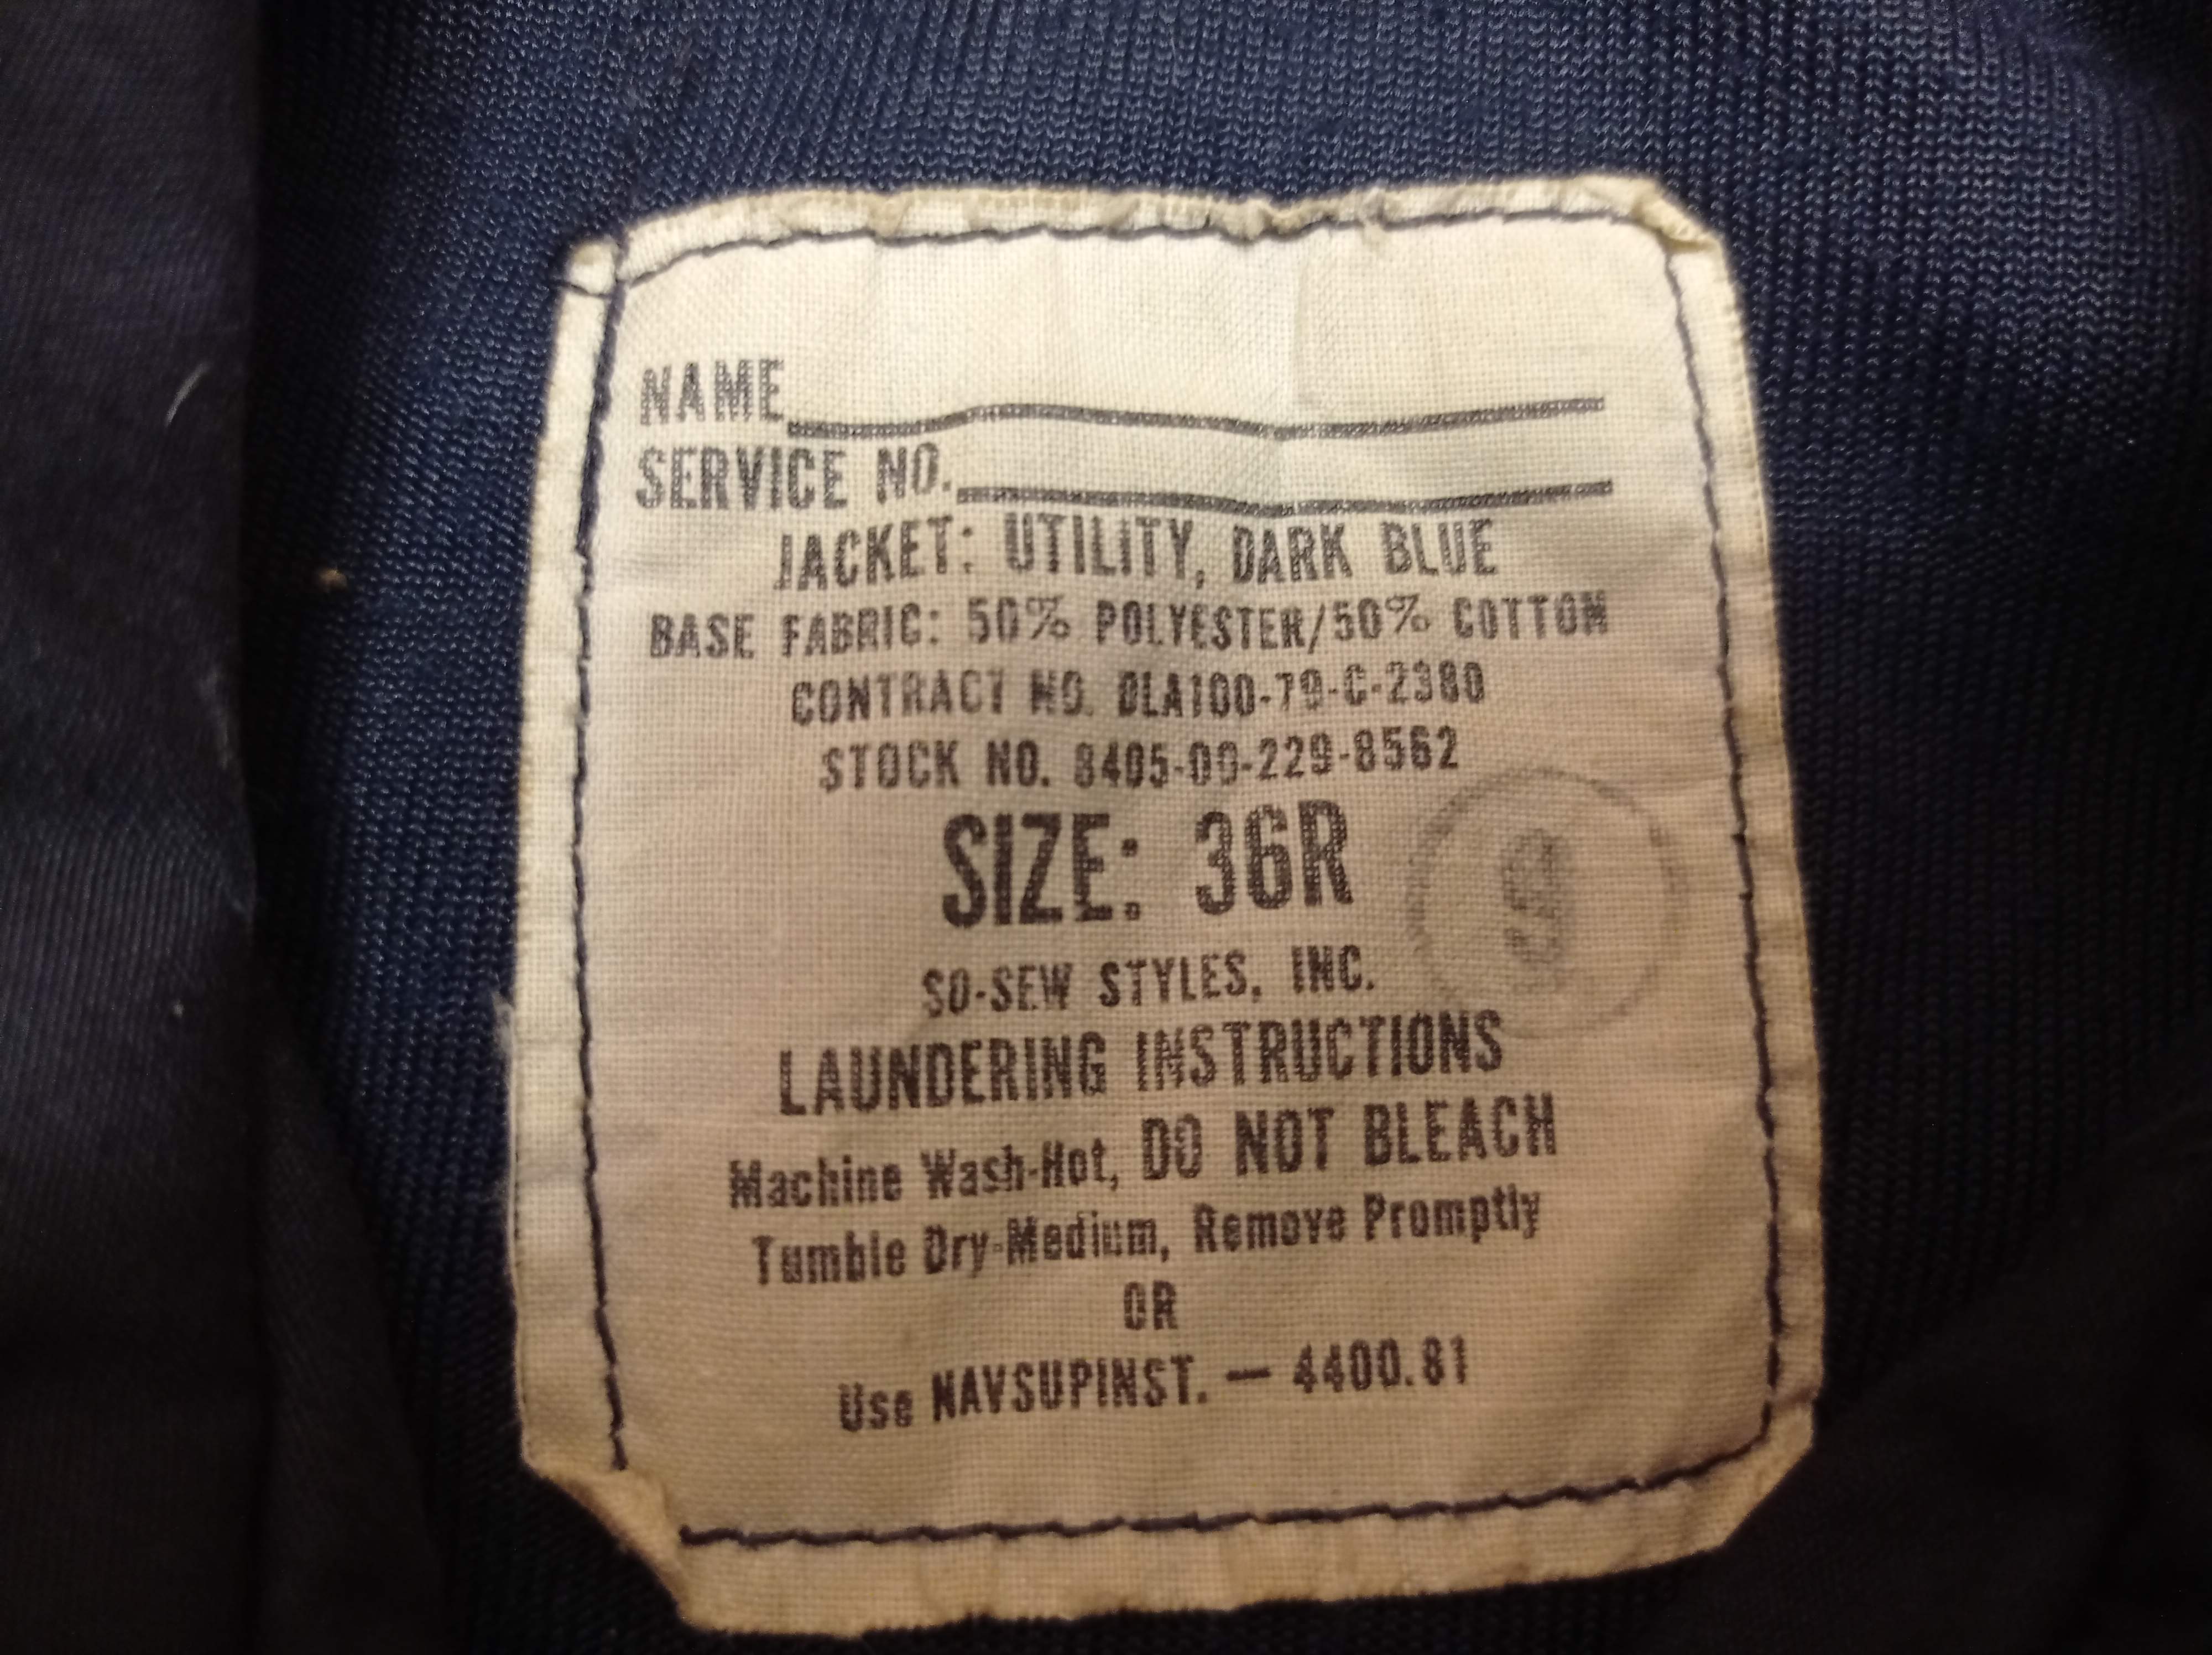 NAME
SERVICE NO.
JACKET: UTILITY, DARK BLUE
BASE FABRIC: 50% POLYESTER/50% COTTON
CONTRACT NO. DLA100-79-C-2380
STOCK NO. 8405-00-229-8562
SIZE: 36R
SO-SEW STYLES, INC.
LAUNDERING INSTRUCTIONS
Machine Wash-Hot, DO NOT BLEACH
Tumble Dry-Medium, Remove Promptly
OR
Use NAVSUPINST. — 4400.81